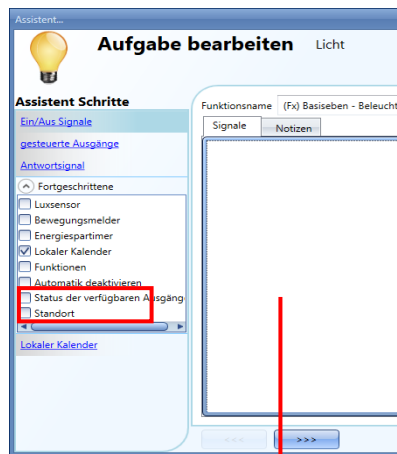 Assistent...
Aufgabe bearbeiten Licht
Assistent Schritte
Ein/Aus Signale
gesteuerte Ausgänge
Antwortsignal
Fortgeschrittene
Luxsensor
Bewegungsmelder
Energiespartimer
Lokaler Kalender
Funktionen
Automatik deaktivieren
Status der verfügbaren Ausgäng
Standort
Lokaler Kalender
Funktionsname (Fx) Basiseben - Beleucht
Signale Notizen
<<< >>>